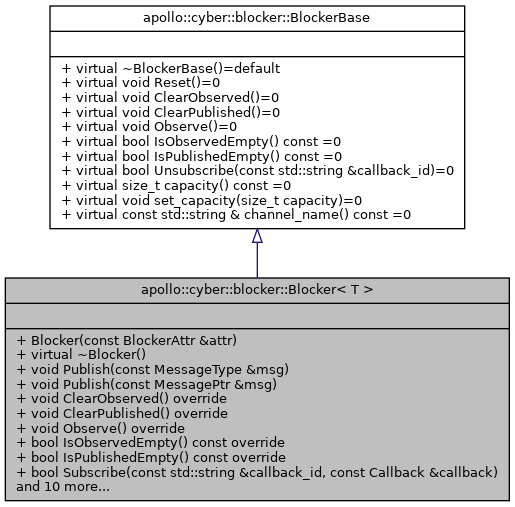 apollo::cyber::blocker::BlockerBase
+ virtual ~BlockerBase()=default
+ virtual void Reset()=0
+ virtual void ClearObserved()=0
+ virtual void ClearPublished()=0
+ virtual void Observe()=0
+ virtual bool IsObservedEmpty() const =0
+ virtual bool IsPublishedEmpty() const =0
+ virtual bool Unsubscribe(const std::string &callback_id)=0
+ virtual size_t capacity() const =0
+ virtual void set_capacity(size_t capacity)=0
+ virtual const std::string & channel_name() const =0
apollo::cyber::blocker::Blocker< T >
+ Blocker(const BlockerAttr &attr)
+ virtual ~Blocker()
+ void Publish(const MessageType &msg)
+ void Publish(const MessagePtr &msg)
+ void ClearObserved() override
+ void ClearPublished() override
+ void Observe() override
+ bool IsObservedEmpty() const override
+ bool IsPublishedEmpty() const override
+ bool Subscribe(const std::string &callback_id, const Callback &callback)
and 10 more...